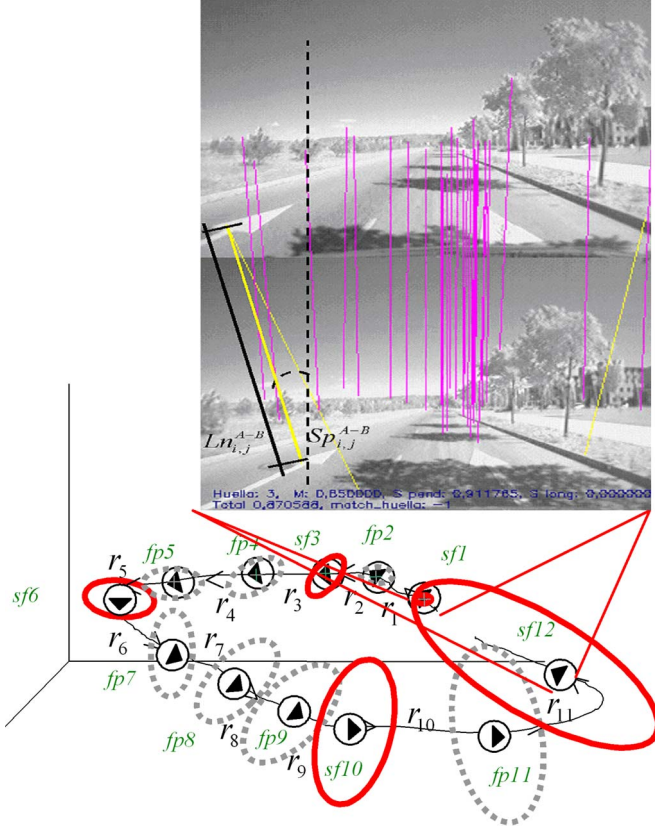 Ln i,j A-B Sp i,j A-B
Huella: 3, M: 0,850000, S pend: 0,911765, S long: 0,000000
Total 0,870588, match_huella: -1
sf3 fp2 sf1
fp5 fp4
r5
sf6
r4 r3 r2 r1
sf12
r6 r7
fp7
r11
r10
fp8 r8 fp9
r9 sf10 fp11